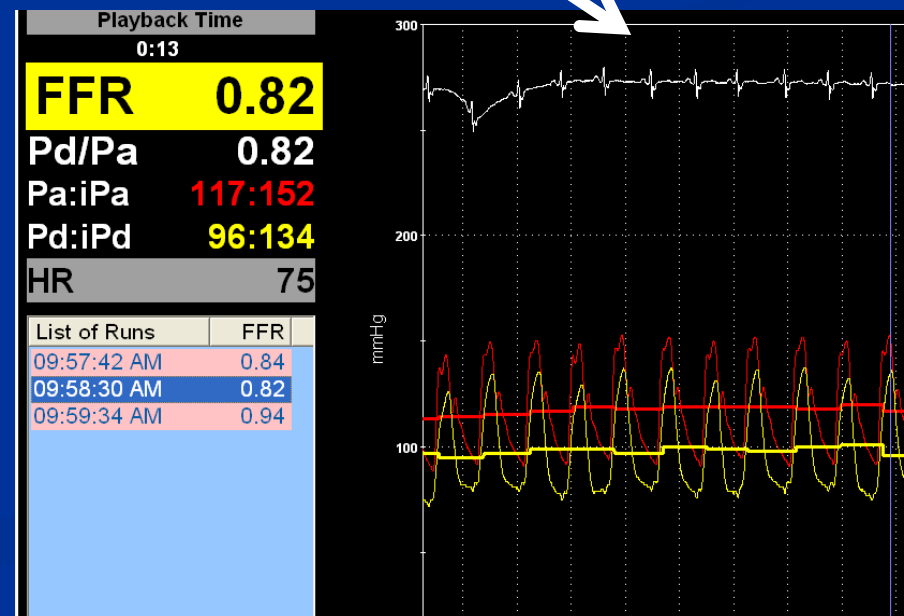 Playback Time
0:13
FFR 0.82
Pd/Pa 0.82
Pa:iPa 117:152
Pd:iPd 96:134
HR 75
List of Runs FFR
09:57:42 AM 0.84
09:58:30 AM 0.82
09:59:34 AM 0.94
300
200
mmHg
100